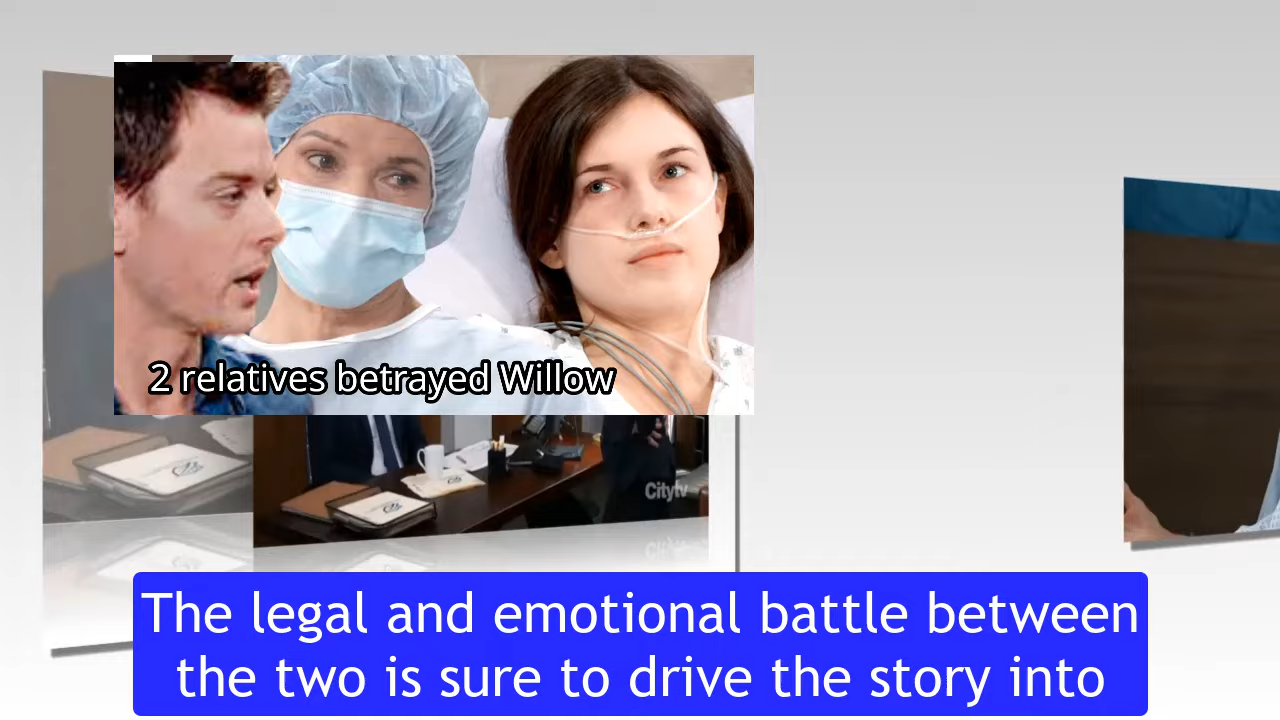 2 relatives betrayed Willow
Citytv
The legal and emotional battle between
the two is sure to drive the story into